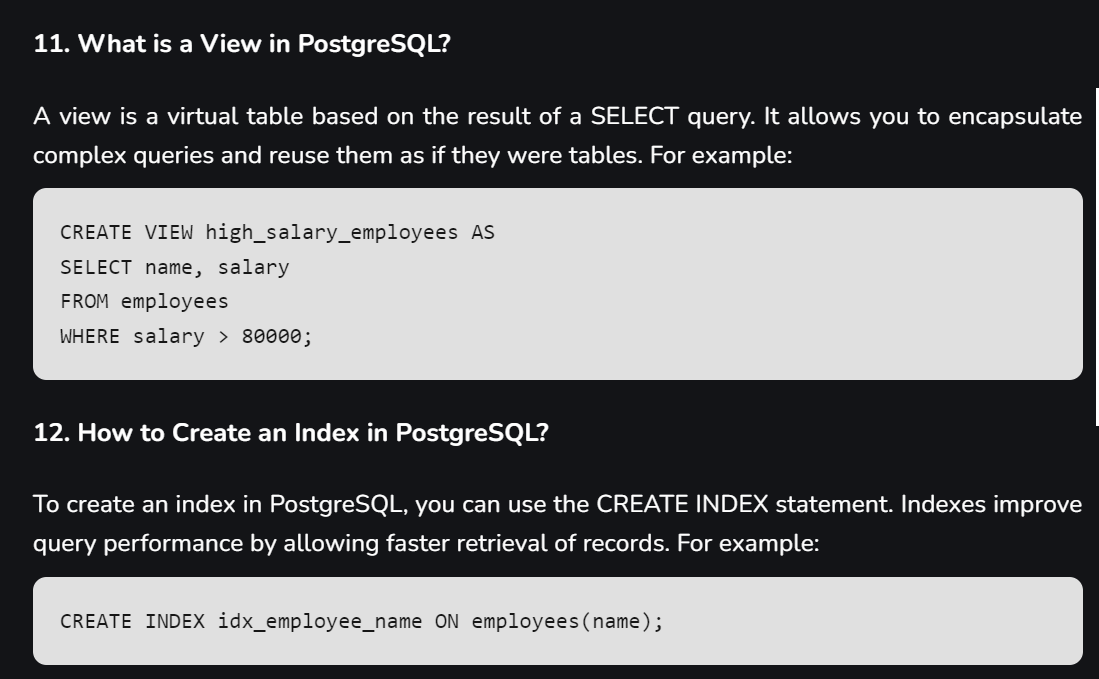 11. What is a View in PostgreSQL?
A view is a virtual table based on the result of a SELECT query. It allows you to encapsulate
complex queries and reuse them as if they were tables. For example:
CREATE VIEW high_salary_employees AS
SELECT name, salary
FROM employees
WHERE salary > 80000;
12. How to Create an Index in PostgreSQL?
To create an index in PostgreSQL, you can use the CREATE INDEX statement. Indexes improve
query performance by allowing faster retrieval of records. For example:
CREATE INDEX idx_employee_name ON employees(name);